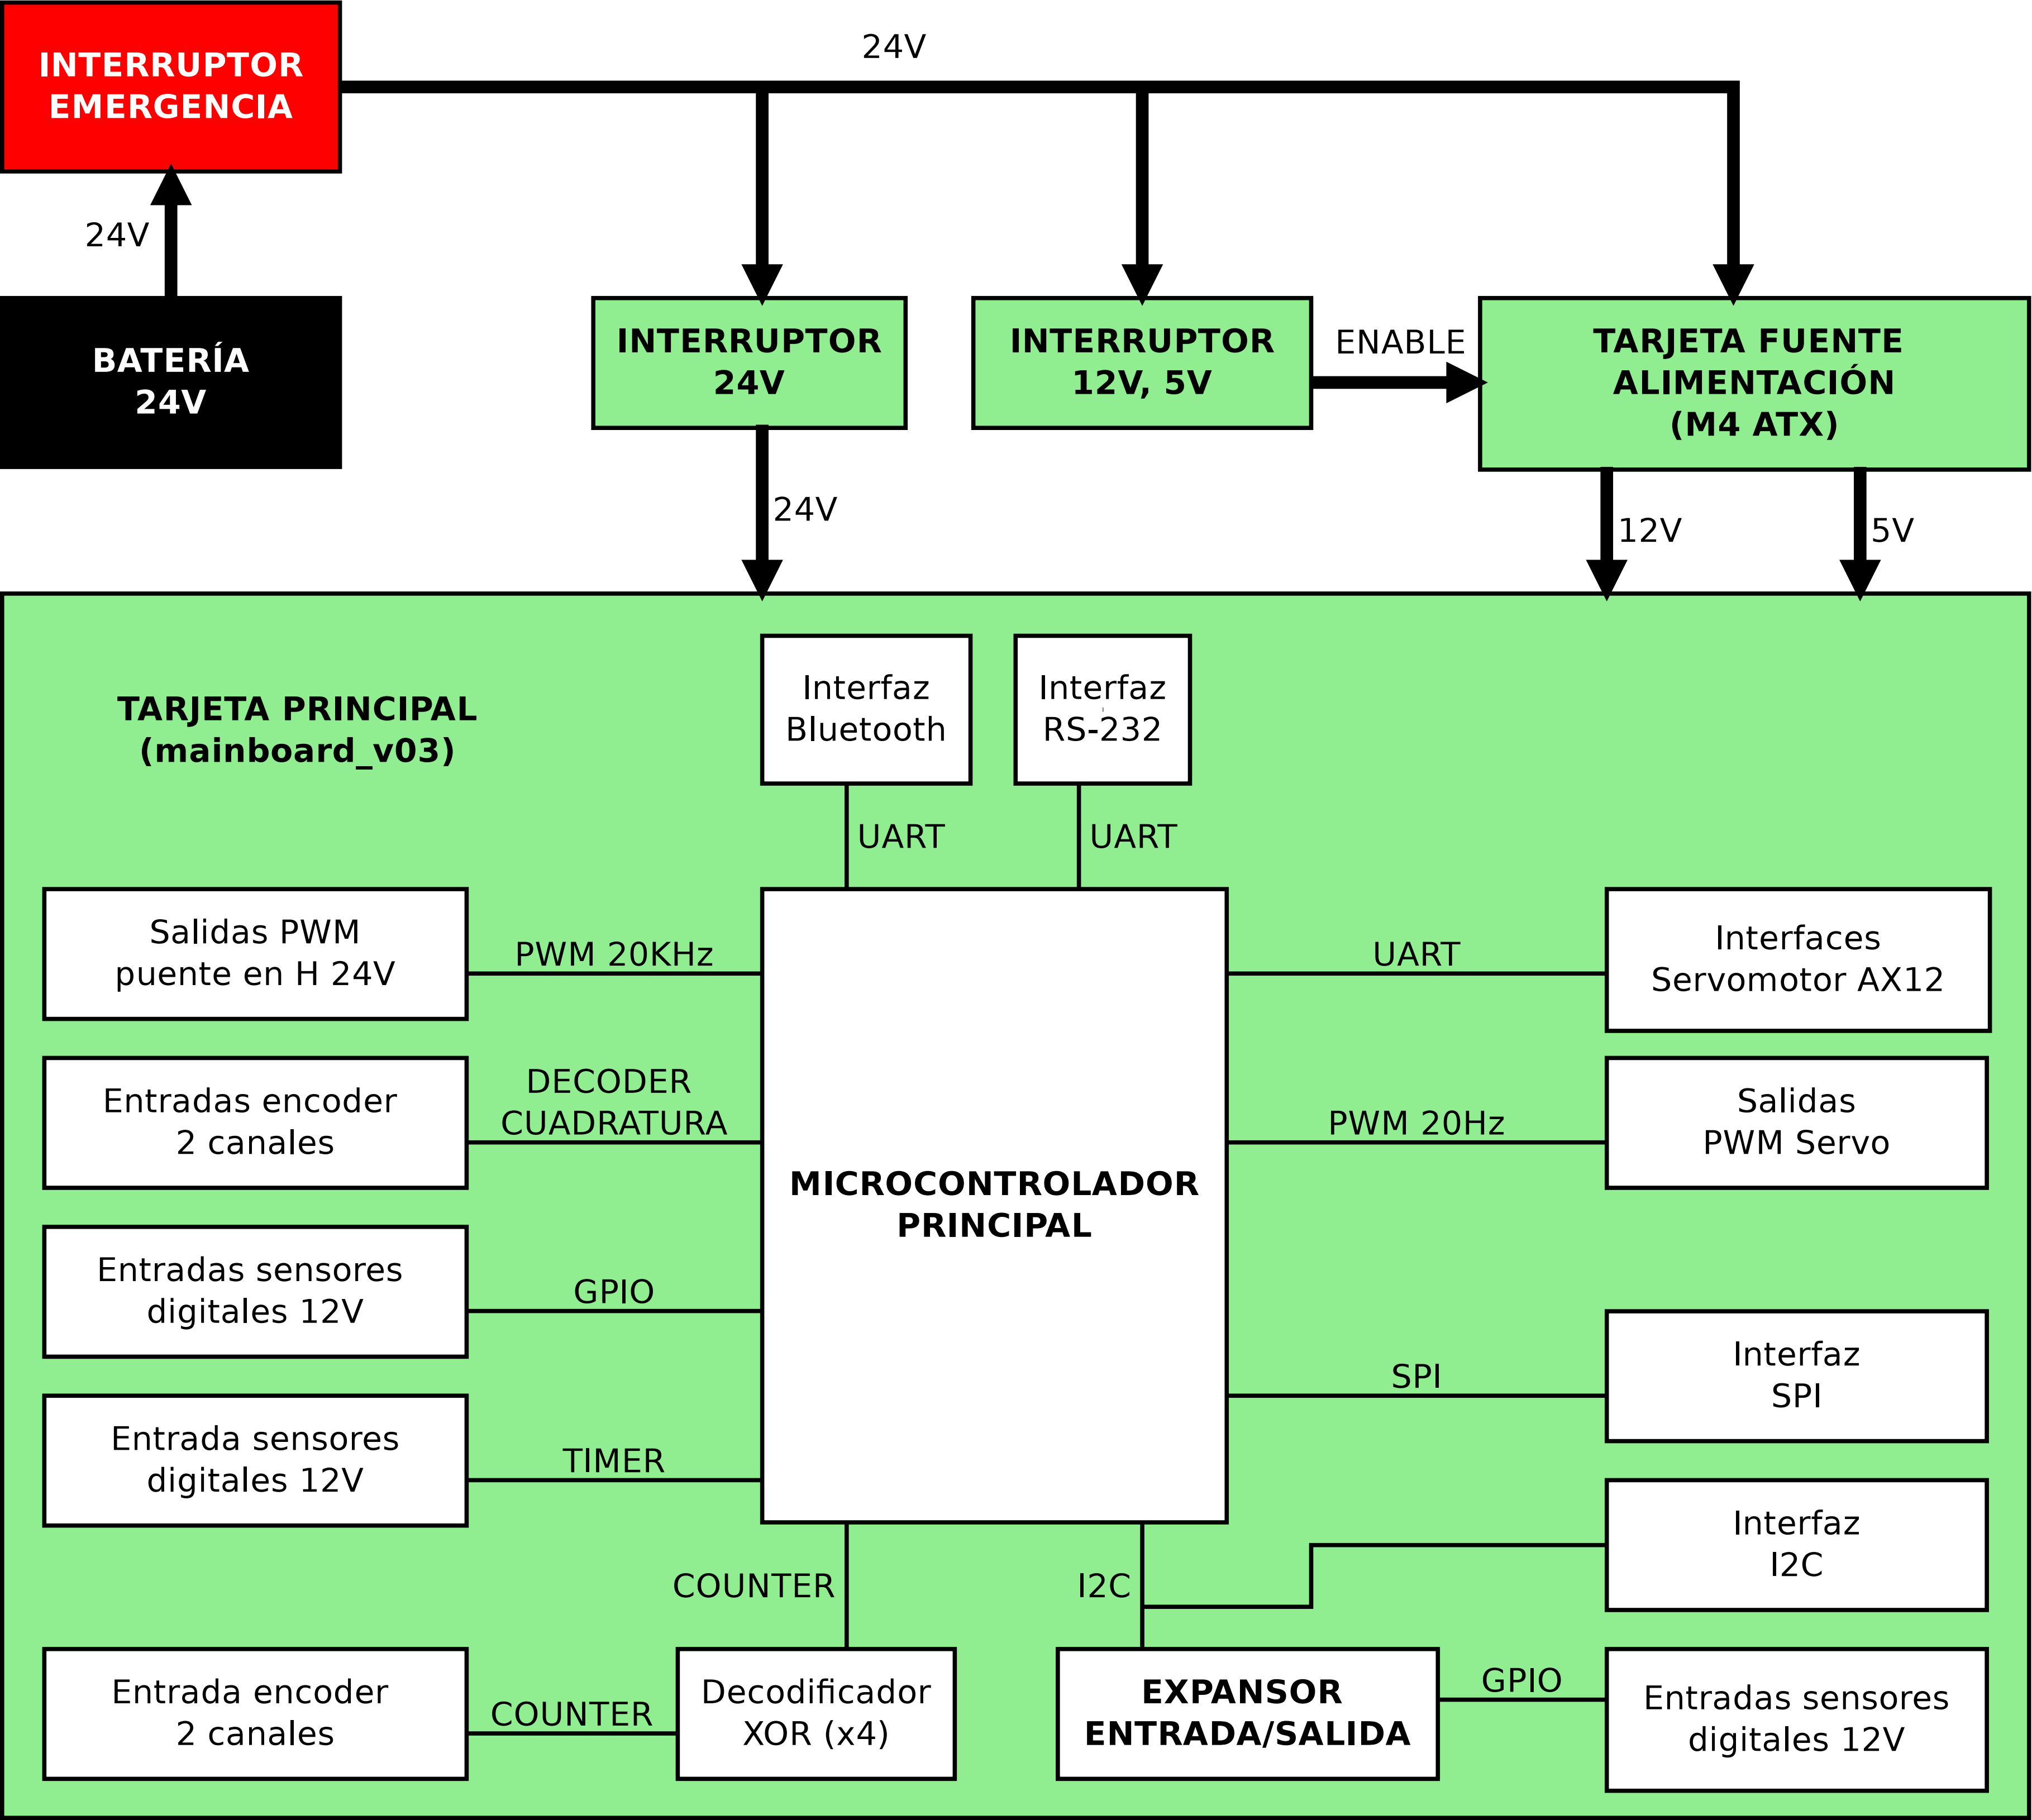 INTERRUPTOR
EMERGENCIA
24V
24V
BATERÍA
24V
INTERRUPTOR
24V
INTERRUPTOR
12V, 5V
ENABLE
TARJETA FUENTE
ALIMENTACIÓN
(M4 ATX)
24V
12V
5V
TARJETA PRINCIPAL
(mainboard_v03)
Interfaz
Bluetooth
Interfaz
RS-232
UART
UART
Salidas PWM
puente en H 24V
PWM 20KHz
UART
Interfaces
Servomotor AX12
Entradas encoder
2 canales
DECODER
CUADRATURA
PWM 20Hz
Salidas
PWM Servo
MICROCONTROLADOR
PRINCIPAL
Entradas sensores
digitales 12V
GPIO
SPI
Interfaz
SPI
Entrada sensores
digitales 12V
TIMER
Interfaz
I2C
COUNTER
I2C
Entrada encoder
2 canales
COUNTER
Decodificador
XOR (x4)
EXPANSOR
ENTRADA/SALIDA
GPIO
Entradas sensores
digitales 12V